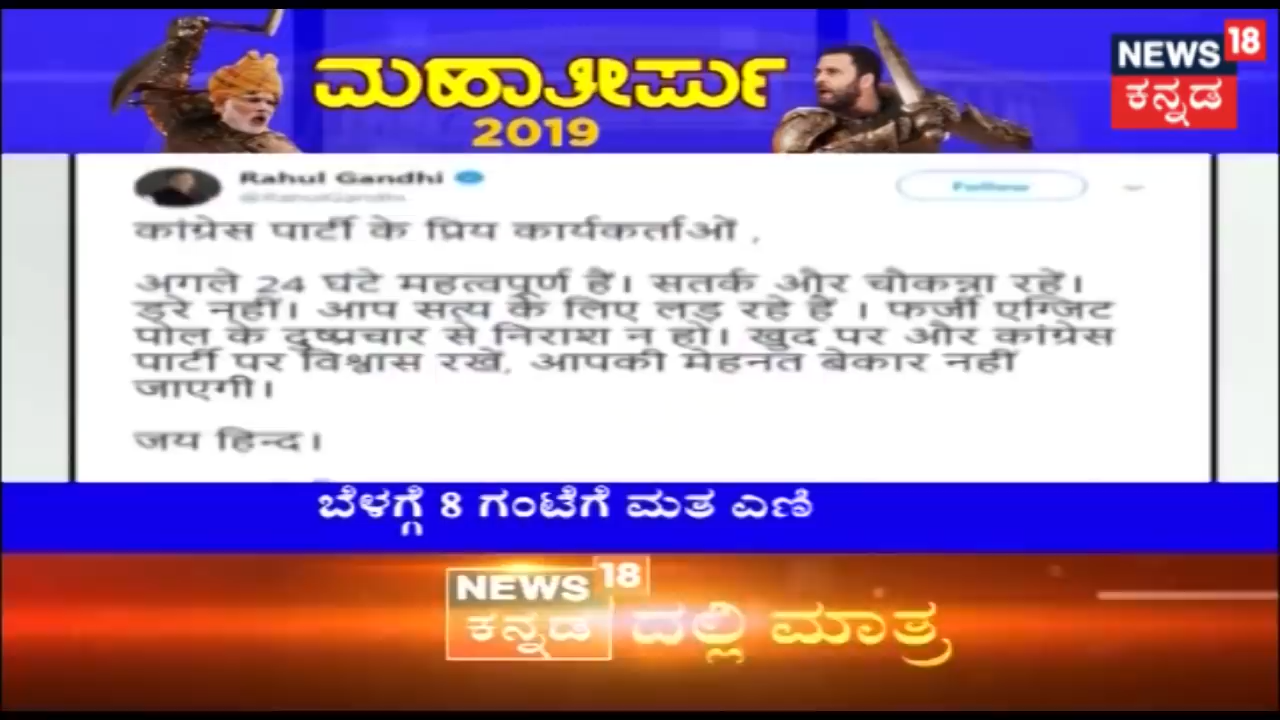 ಮಹಾತೀರ್ಪು
2019
NEWS 18
ಕನ್ನಡ
Rahul Gandhi
@RahulGandhi
Follow
कांग्रेस पार्टी के प्रिय कार्यकर्ताओं ,
अगले 24 घंटे महत्वपूर्ण हैं। सतर्क और चौकन्ना रहें।
डरे नहीं। आप सत्य के लिए लड़ रहे हैं । फर्जी एग्जिट
पोल के दुष्प्रचार से निराश न हो। खुद पर और कांग्रेस
पार्टी पर विश्वास रखें, आपकी मेहनत बेकार नहीं
जाएगी।
जय हिन्द।
ಬೆಳಗ್ಗೆ 8 ಗಂಟೆಗೆ ಮತ ಎಣಿ
NEWS 18
ಕನ್ನಡ ದಲ್ಲಿ ಮಾತ್ರ